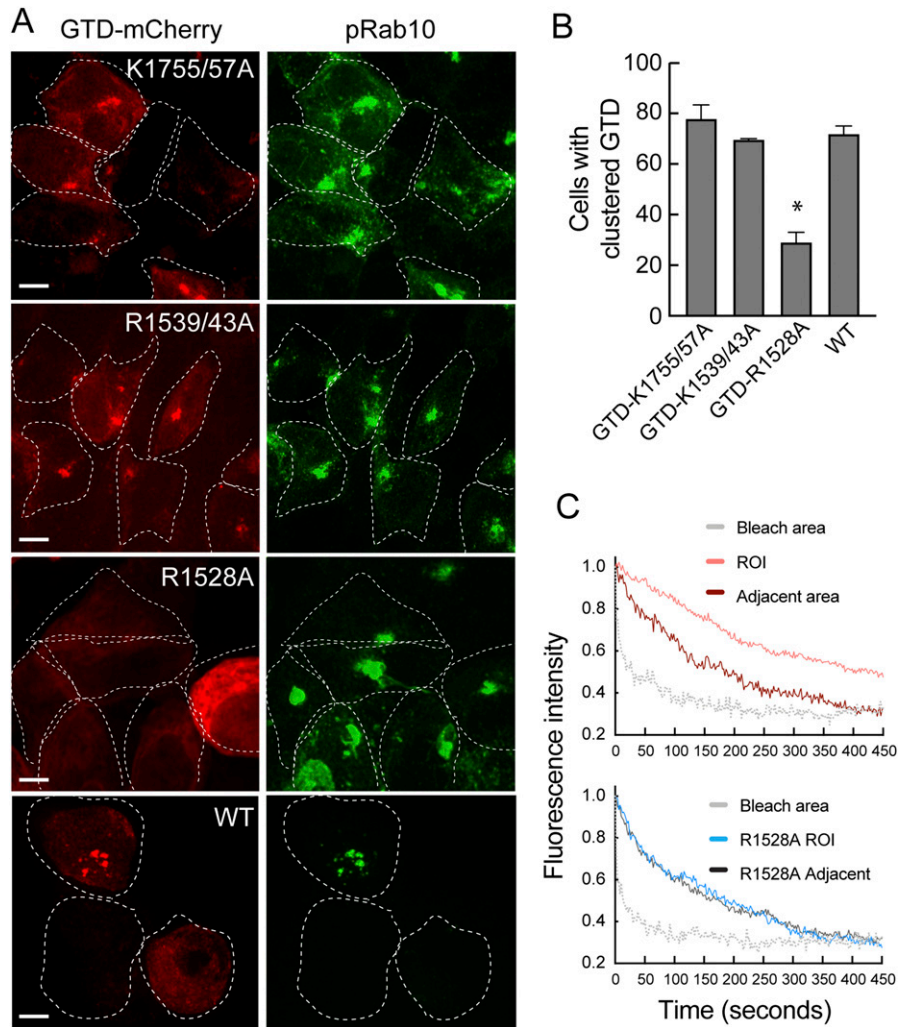 A
GTD-mCherry
pRab10
K1755/57A
R1539/43A
R1528A
WT
B
Cells with
clustered GTD
100
80
60
40
20
0
GTD-K1755/57A
GTD-K1539/43A
GTD-R1528A
WT
*
C
Bleach area
ROI
Adjacent area
Fluorescence intensity
1.0
0.8
0.6
0.4
0.2
0 50 100 150 200 250 300 350 400 450
Bleach area
R1528A ROI
R1528A Adjacent
1.0
0.8
0.6
0.4
0.2
0 50 100 150 200 250 300 350 400 450
Time (seconds)